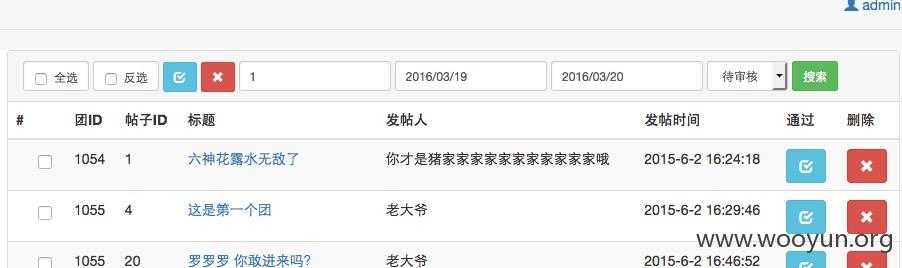 admin
全选 反选 1 2016/03/19 2016/03/20 待审核 搜索
# 团ID 帖子ID 标题 发帖人 发帖时间 通过 删除
1054 1 六神花露水无敌了 你才是猪家家家家家家家家家家家哦 2015-6-2 16:24:18
1055 4 这是第一个团 老大爷 2015-6-2 16:29:46
www.wooyun.org
1055 20 罗罗罗 你敢进来吗? 老大爷 2015-6-2 16:46:52